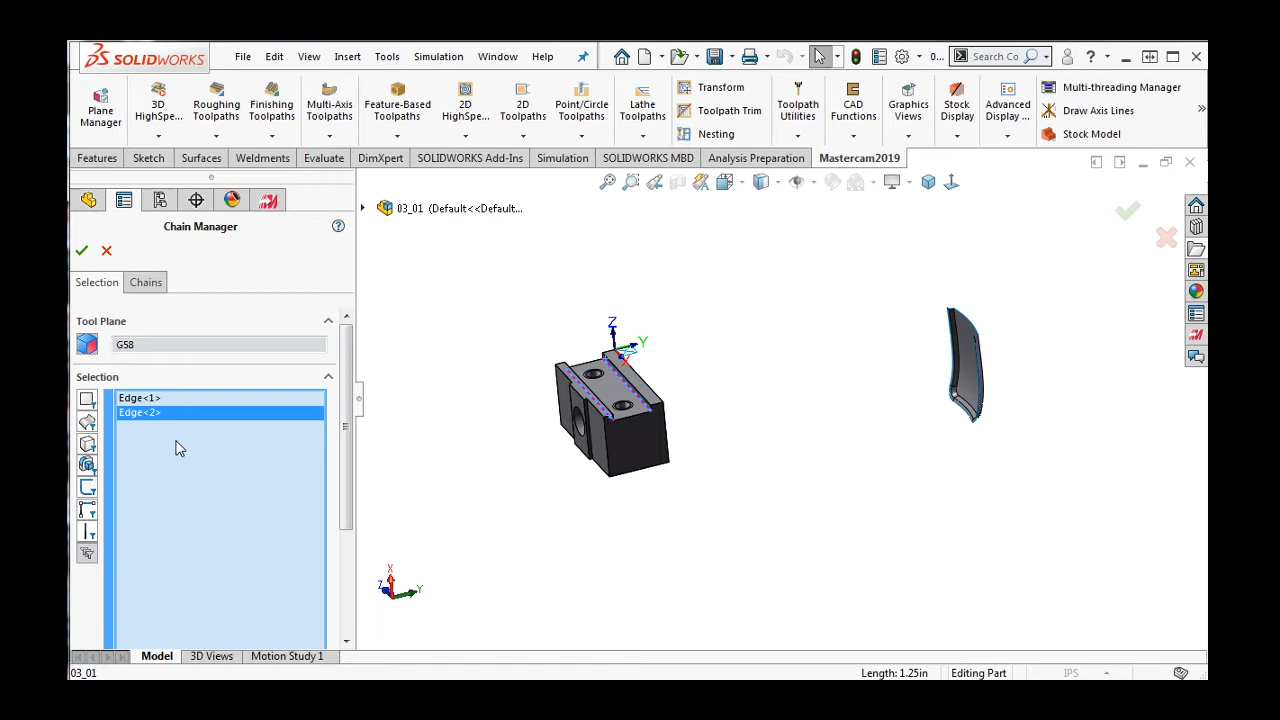 SOLIDWORKS File Edit View Insert Tools Simulation Window Help 0... Search Co ?
Plane Manager
3D HighSpe...
Roughing Toolpaths
Finishing Toolpaths
Multi-Axis Toolpaths
Feature-Based Toolpaths
2D HighSpe...
2D Toolpaths
Point/Circle Toolpaths
Lathe Toolpaths
Transform
Toolpath Trim
Nesting
Toolpath Utilities
CAD Functions
Graphics Views
Stock Display
Advanced Display ...
Multi-threading Manager
Draw Axis Lines
Stock Model
Features Sketch Surfaces Weldments Evaluate DimXpert SOLIDWORKS Add-Ins Simulation SOLIDWORKS MBD Analysis Preparation Mastercam2019
03_01 (Default<<Default...
Chain Manager ?
Selection Chains
Tool Plane
G58
Selection
Edge<1>
Edge<2>
Z
Y
X
X
Z
Y
Model 3D Views Motion Study 1
03_01 Length: 1.25in Editing Part IPS